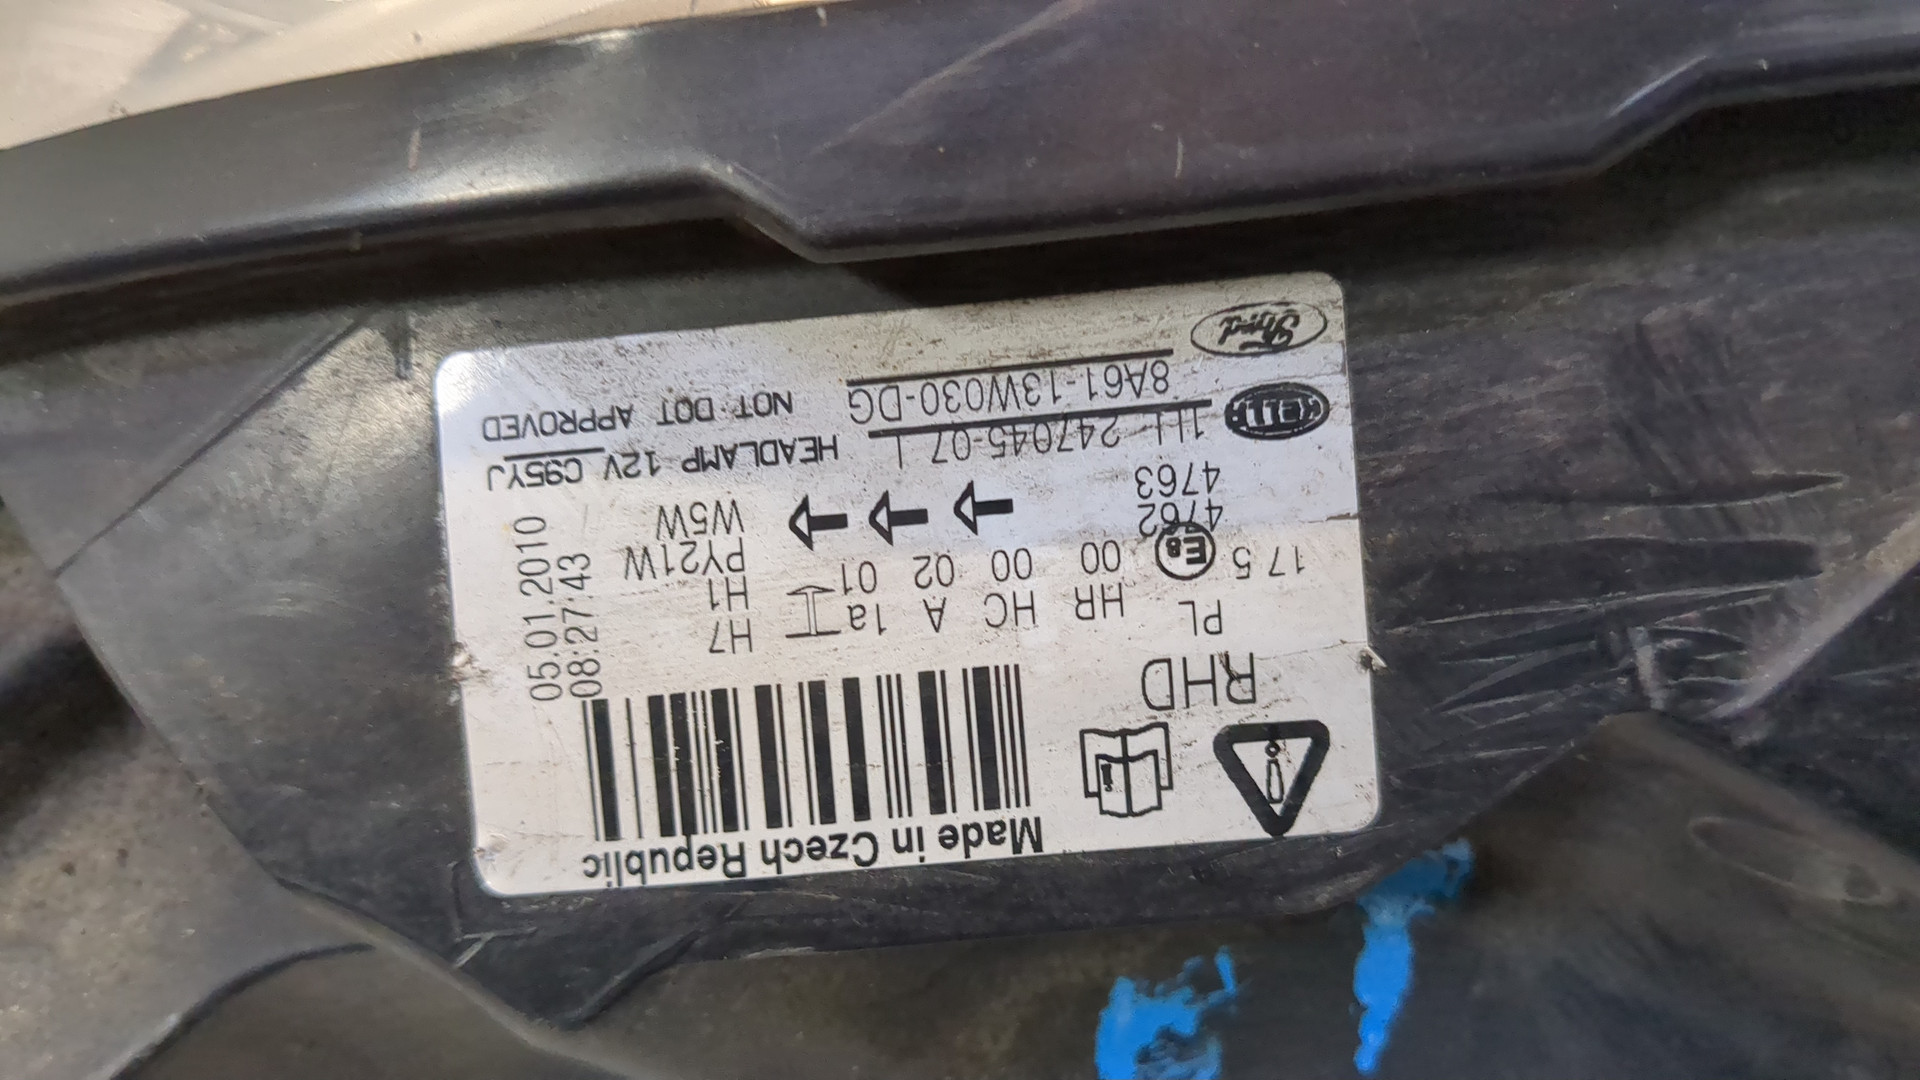 Made in Czech Republic
RHD
PL HR HC A 1a H7
17 5 E8 00 00 02 01 H1
PY21W
4762
4763
W5W
05.01.2010
08:27:43
HELLA 1LL 247045-07 L HEADLAMP 12V C95YJ
Ford 8A61-13W030-DG NOT DOT APPROVED